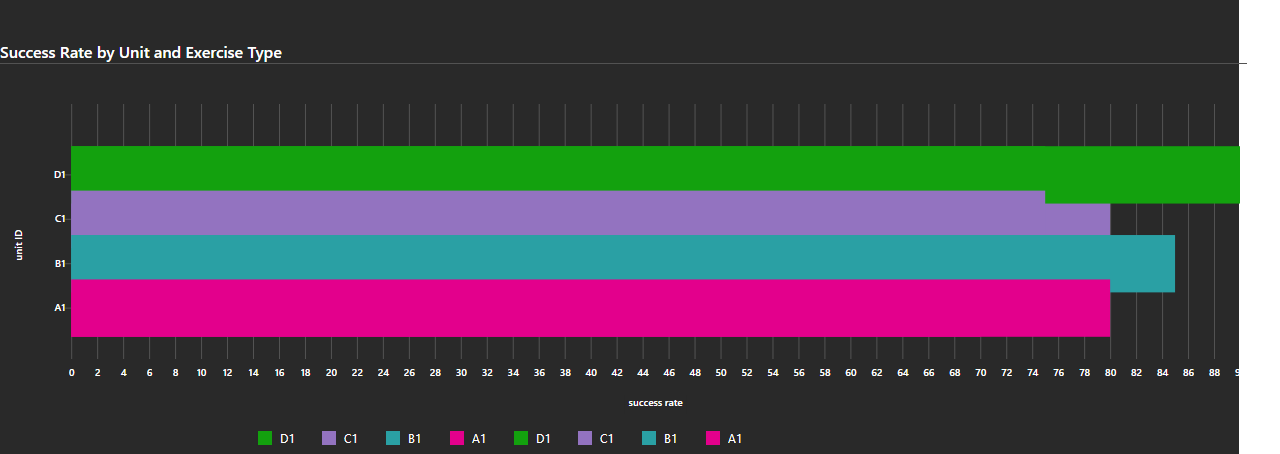 Success Rate by Unit and Exercise Type
D1
C1
unit ID
B1
A1
0 2 4 6 8 10 12 14 16 18 20 22 24 26 28 30 32 34 36 38 40 42 44 46 48 50 52 54 56 58 60 62 64 66 68 70 72 74 76 78 80 82 84 86 88
success rate
D1 C1 B1 A1 D1 C1 B1 A1